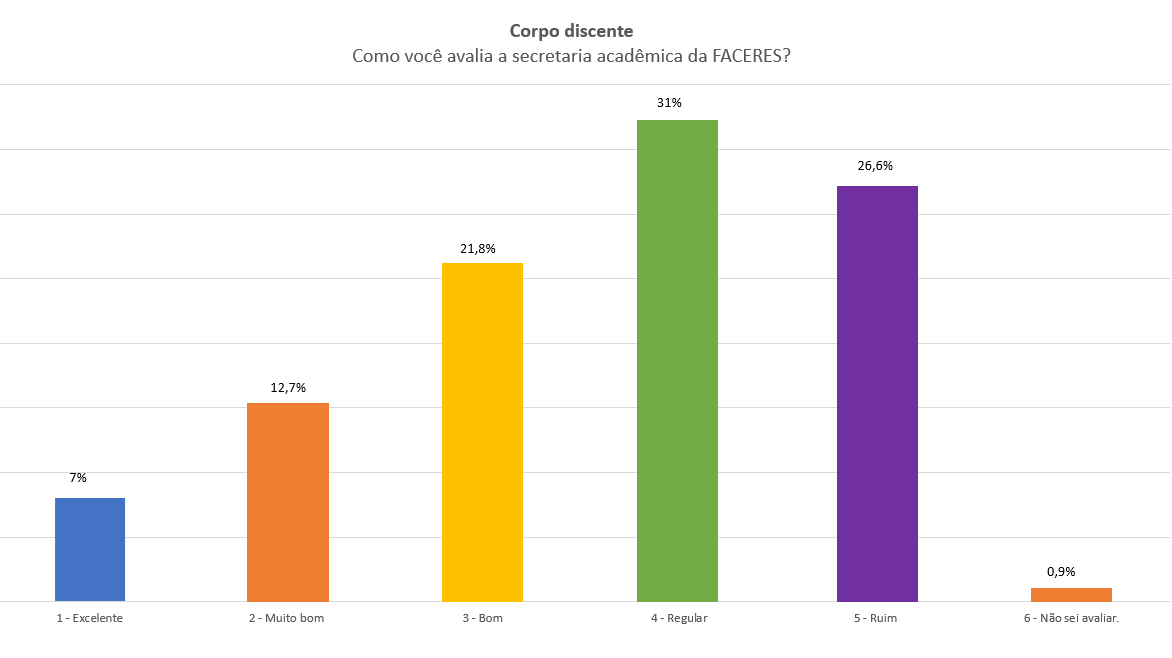 Corpo discente
Como você avalia a secretaria acadêmica da FACERES?
31%
26,6%
21,8%
12,7%
7%
0,9%
1 - Excelente
2 - Muito bom
3 - Bom
4 - Regular
5 - Ruim
6 - Não sei avaliar.